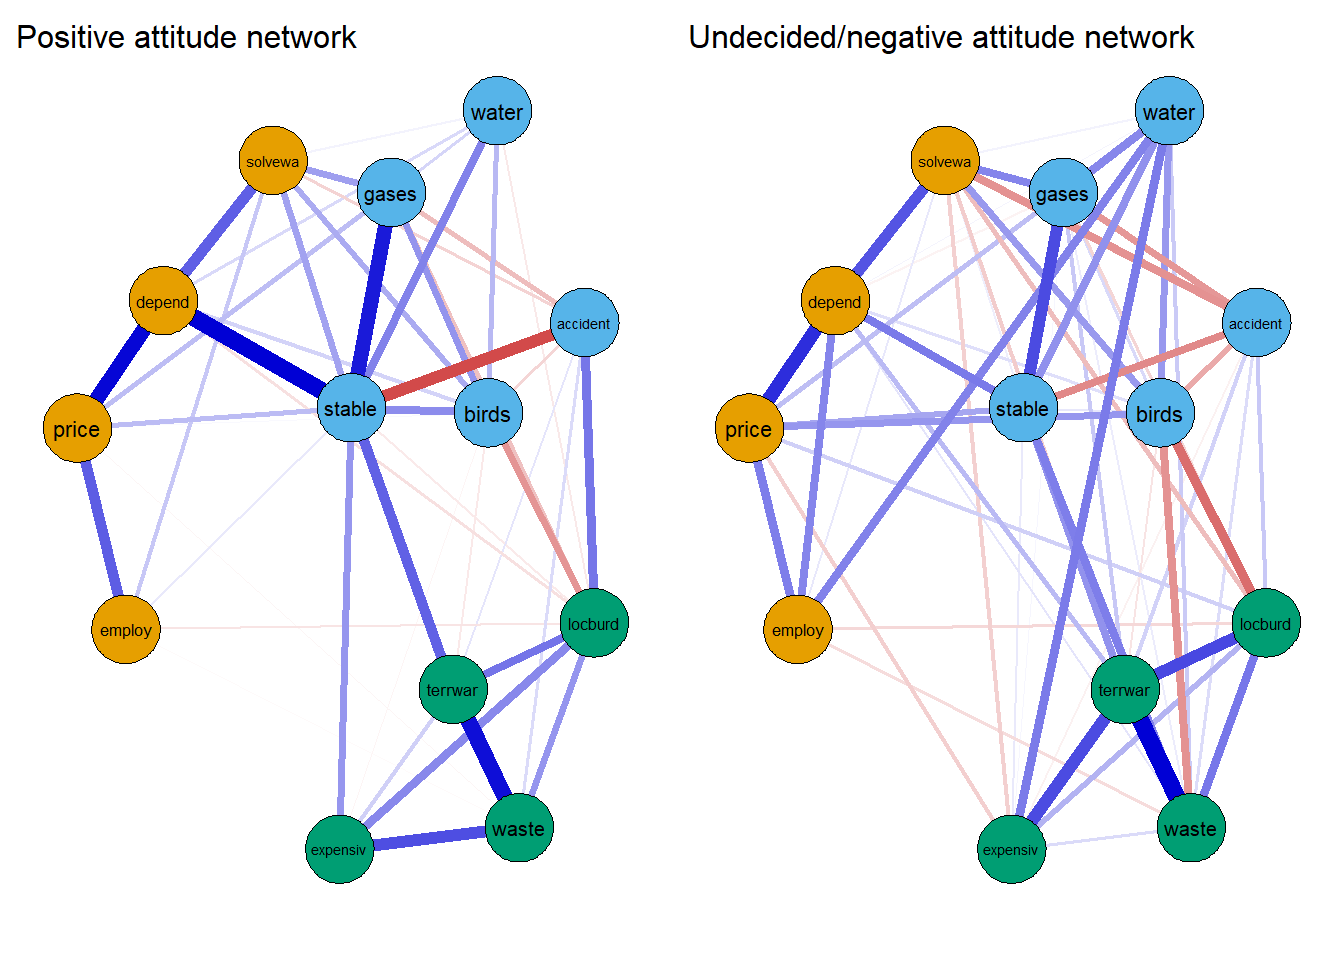 Positive attitude network
water
solvewa
gases
depend
accident
stable
birds
price
employ
locburd
terrwar
waste
expensiv
Undecided/negative attitude network
water
solvewa
gases
depend
accident
stable
birds
price
employ
locburd
terrwar
waste
expensiv